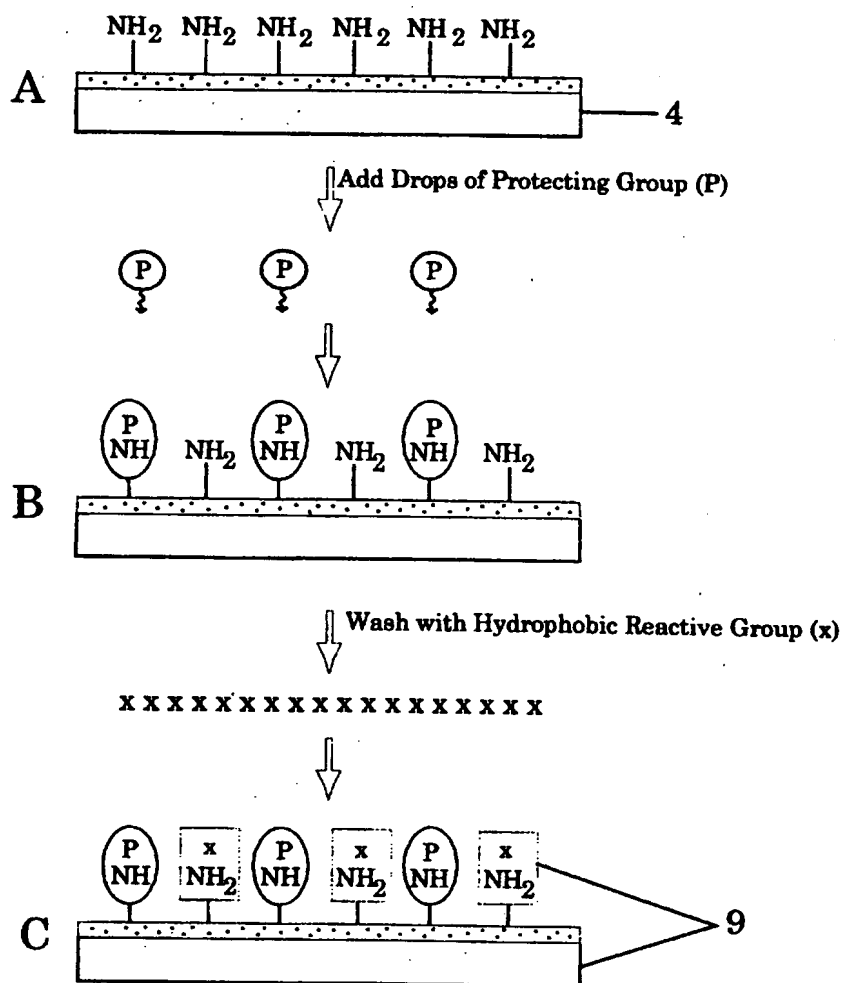 NH2 NH2 NH2 NH2 NH2 NH2
A
4
Add Drops of Protecting Group (P)
P P P
P P P
NH NH2 NH NH2 NH NH2
B
Wash with Hydrophobic Reactive Group (x)
x x x x x x x x x x x x x x x x x x
P x P x P x
NH NH2 NH NH2 NH NH2
C
9